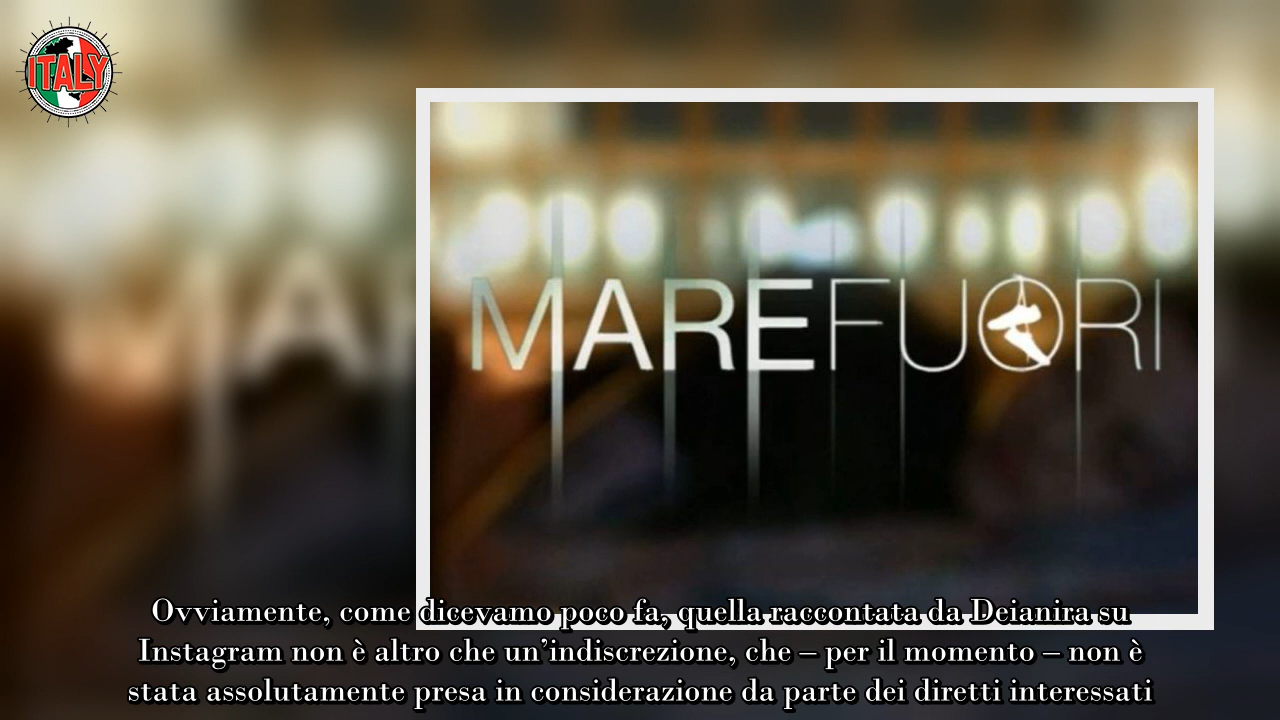 ITALY
MAREFUORI
Ovviamente, come dicevamo poco fa, quella raccontata da Deianira su
Instagram non è altro che un’indiscrezione, che – per il momento – non è
stata assolutamente presa in considerazione da parte dei diretti interessati